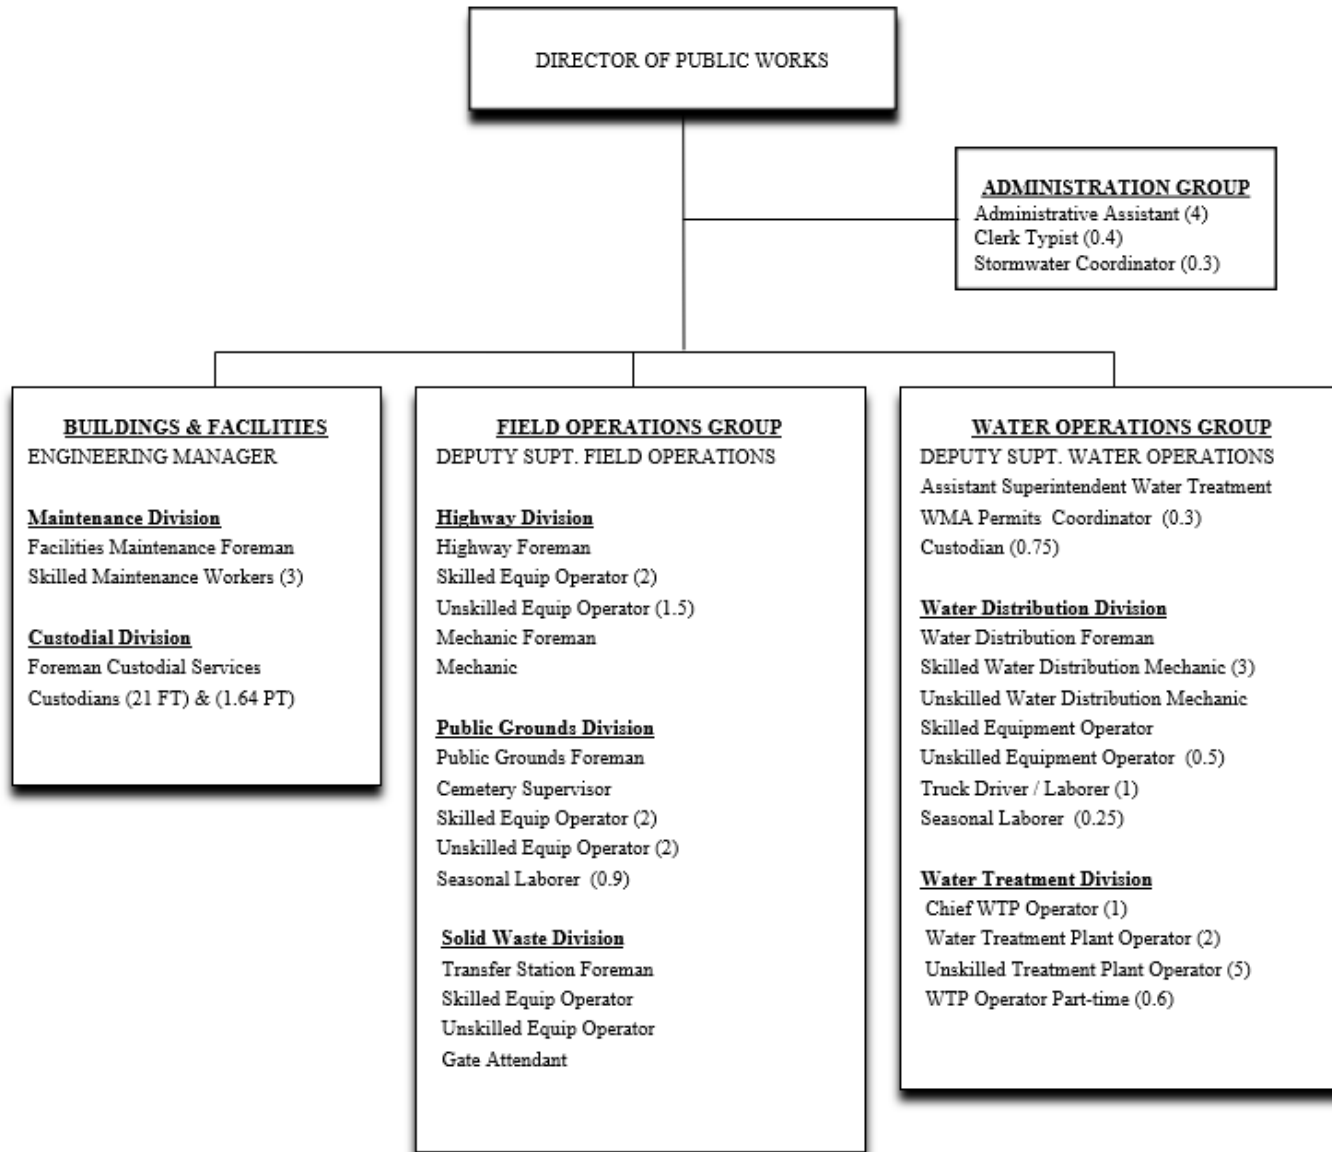 DIRECTOR OF PUBLIC WORKS
ADMINISTRATION GROUP
Administrative Assistant (4)
Clerk Typist (0.4)
Stormwater Coordinator (0.3)
BUILDINGS & FACILITIES
ENGINEERING MANAGER
Maintenance Division
Facilities Maintenance Foreman
Skilled Maintenance Workers (3)
Custodial Division
Foreman Custodial Services
Custodians (21 FT) & (1.64 PT)
FIELD OPERATIONS GROUP
DEPUTY SUPT. FIELD OPERATIONS
Highway Division
Highway Foreman
Skilled Equip Operator (2)
Unskilled Equip Operator (1.5)
Mechanic Foreman
Mechanic
Public Grounds Division
Public Grounds Foreman
Cemetery Supervisor
Skilled Equip Operator (2)
Unskilled Equip Operator (2)
Seasonal Laborer (0.9)
Solid Waste Division
Transfer Station Foreman
Skilled Equip Operator
Unskilled Equip Operator
Gate Attendant
WATER OPERATIONS GROUP
DEPUTY SUPT. WATER OPERATIONS
Assistant Superintendent Water Treatment
WMA Permits Coordinator (0.3)
Custodian (0.75)
Water Distribution Division
Water Distribution Foreman
Skilled Water Distribution Mechanic (3)
Unskilled Water Distribution Mechanic
Skilled Equipment Operator
Unskilled Equipment Operator (0.5)
Truck Driver / Laborer (1)
Seasonal Laborer (0.25)
Water Treatment Division
Chief WTP Operator (1)
Water Treatment Plant Operator (2)
Unskilled Treatment Plant Operator (5)
WTP Operator Part-time (0.6)